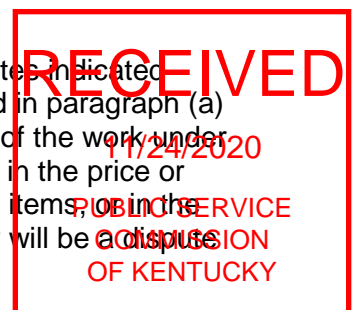 tes indicated
RECEIVED
d in paragraph (a)
of the work under
11/24/2020
in the price or
items, or in the
PUBLIC SERVICE
will be a dispute
COMMISSION
OF KENTUCKY